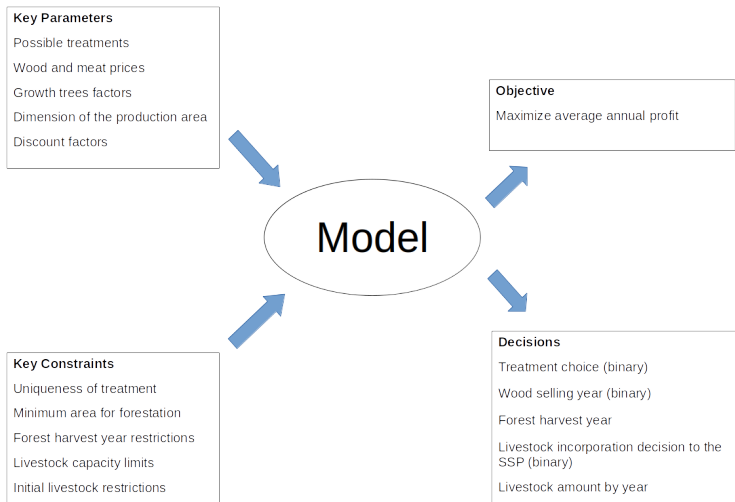 Key Parameters
Possible treatments
Wood and meat prices
Growth trees factors
Dimension of the production area
Discount factors
Objective
Maximize average annual profit
Model
Key Constraints
Uniqueness of treatment
Minimum area for forestation
Forest harvest year restrictions
Livestock capacity limits
Initial livestock restrictions
Decisions
Treatment choice (binary)
Wood selling year (binary)
Forest harvest year
Livestock incorporation decision to the
SSP (binary)
Livestock amount by year